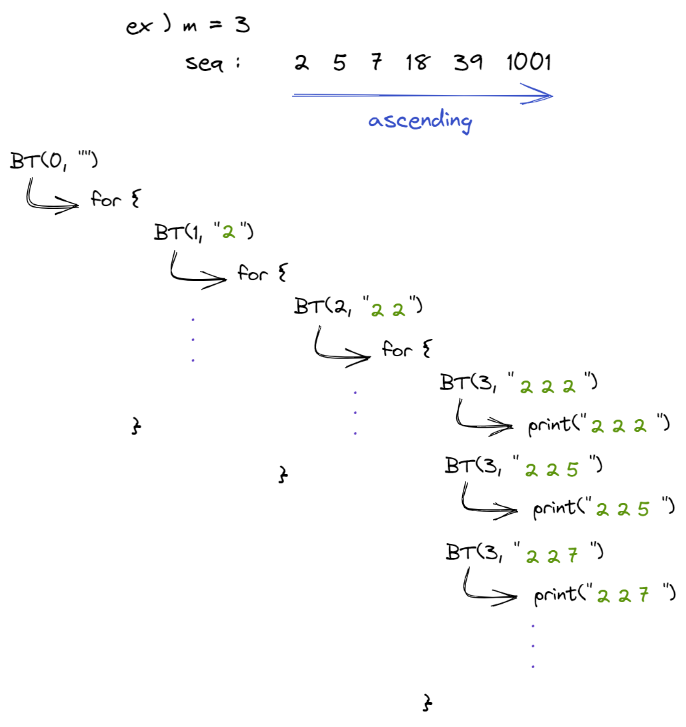 ex ) m = 3
seq : 2 5 7 18 39 1001
ascending
BT(0, "")
for {
BT(1, "2")
for {
BT(2, "2 2")
for {
BT(3, "2 2 2 ")
print("2 2 2 ")
}
BT(3, "2 2 5 ")
}
print("2 2 5 ")
BT(3, "2 2 7 ")
print("2 2 7 ")
}